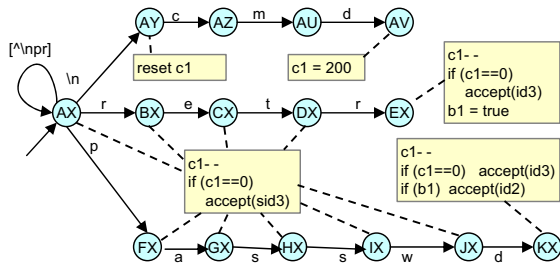 AY c AZ m AU d AV
[^\npr]
\n
reset c1
c1 = 200
c1- -
if (c1==0)
accept(id3)
b1 = true
AX r BX e CX t DX r EX
p
c1- -
if (c1==0)
accept(sid3)
c1- -
if (c1==0) accept(id3)
if (b1) accept(id2)
FX a GX s HX s IX w JX d KX